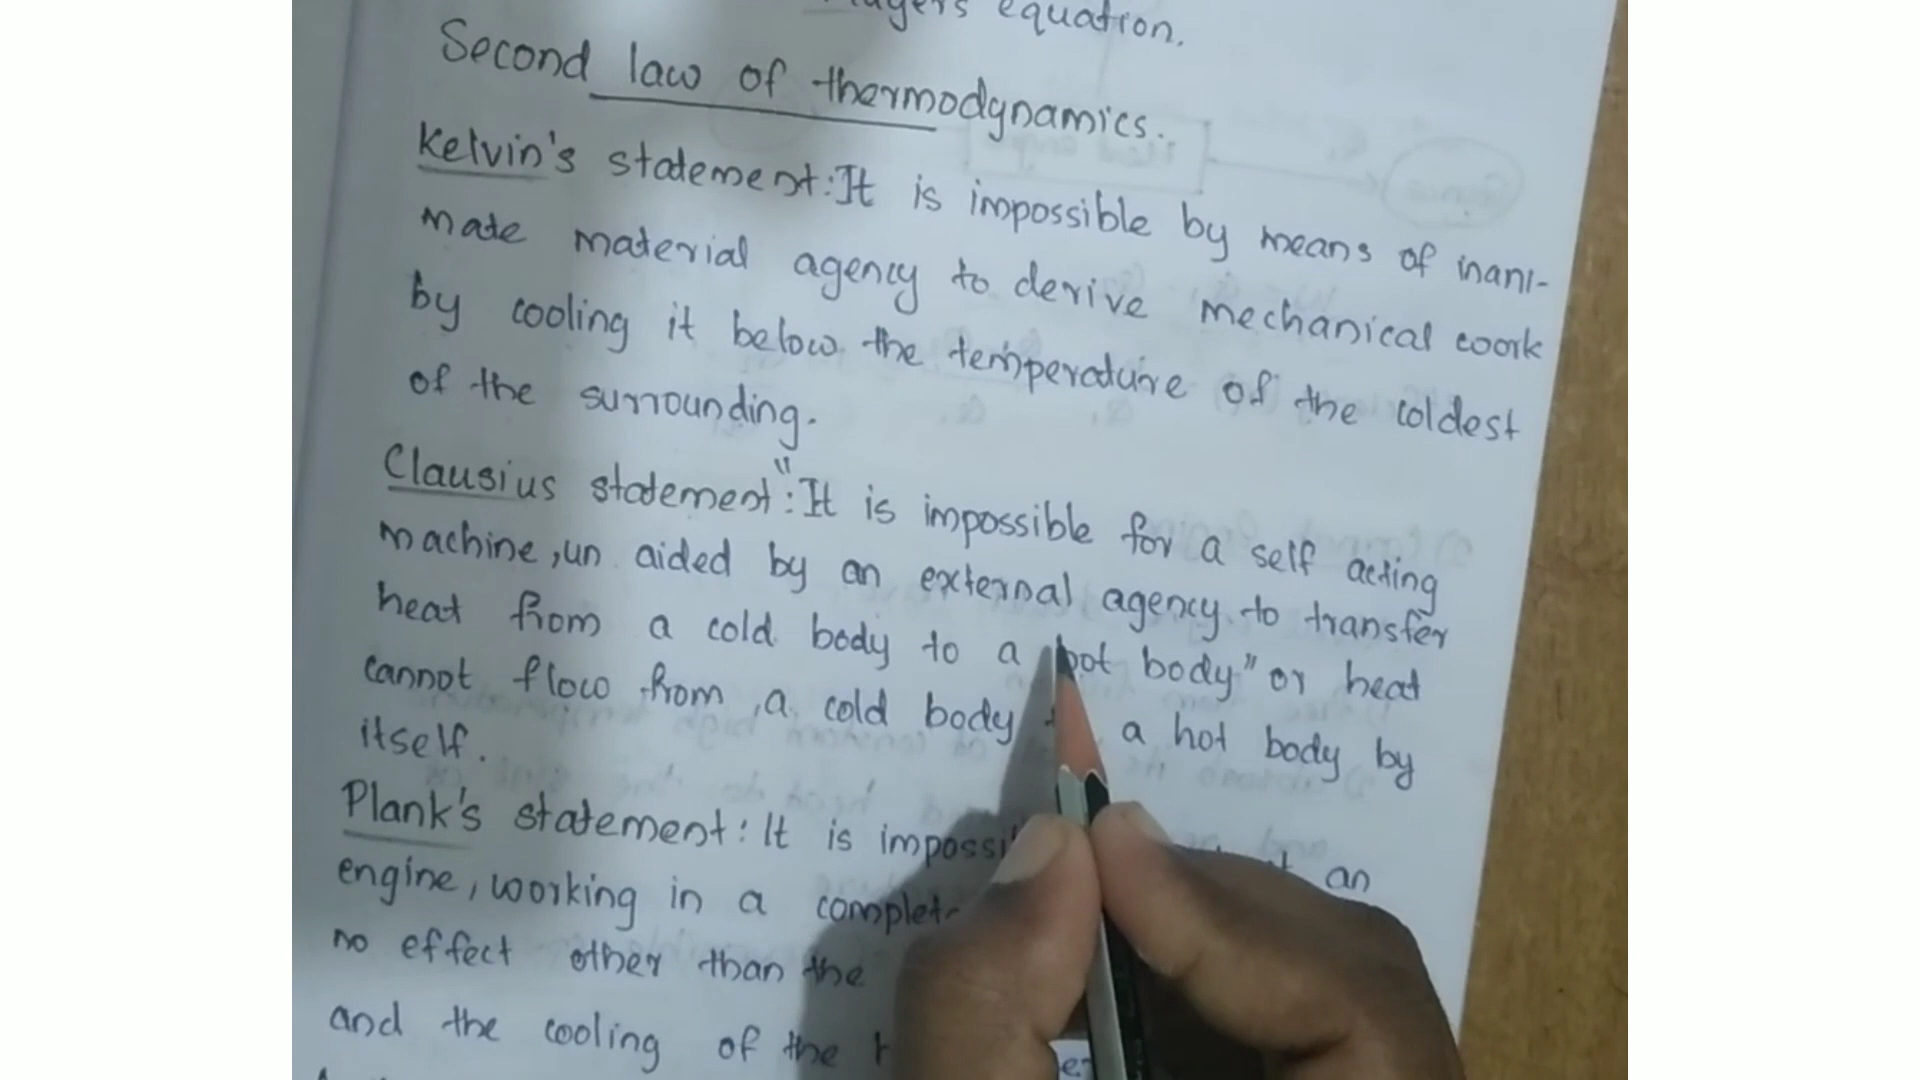 equation.
Second law of thermodynamics.
Kelvin's statement: It is impossible by means of inani-
mate material agency to derive mechanical work
by cooling it below the temperature of the coldest
of the surrounding.
Clausius statement": It is impossible for a self acting
machine, un aided by an external agency to transfer
heat from a cold body to a hot body" or heat
cannot flow from a cold body a hot body by
itself.
Plank's statement: It is an
engine, working in a
no effect other than the
and the cooling of the